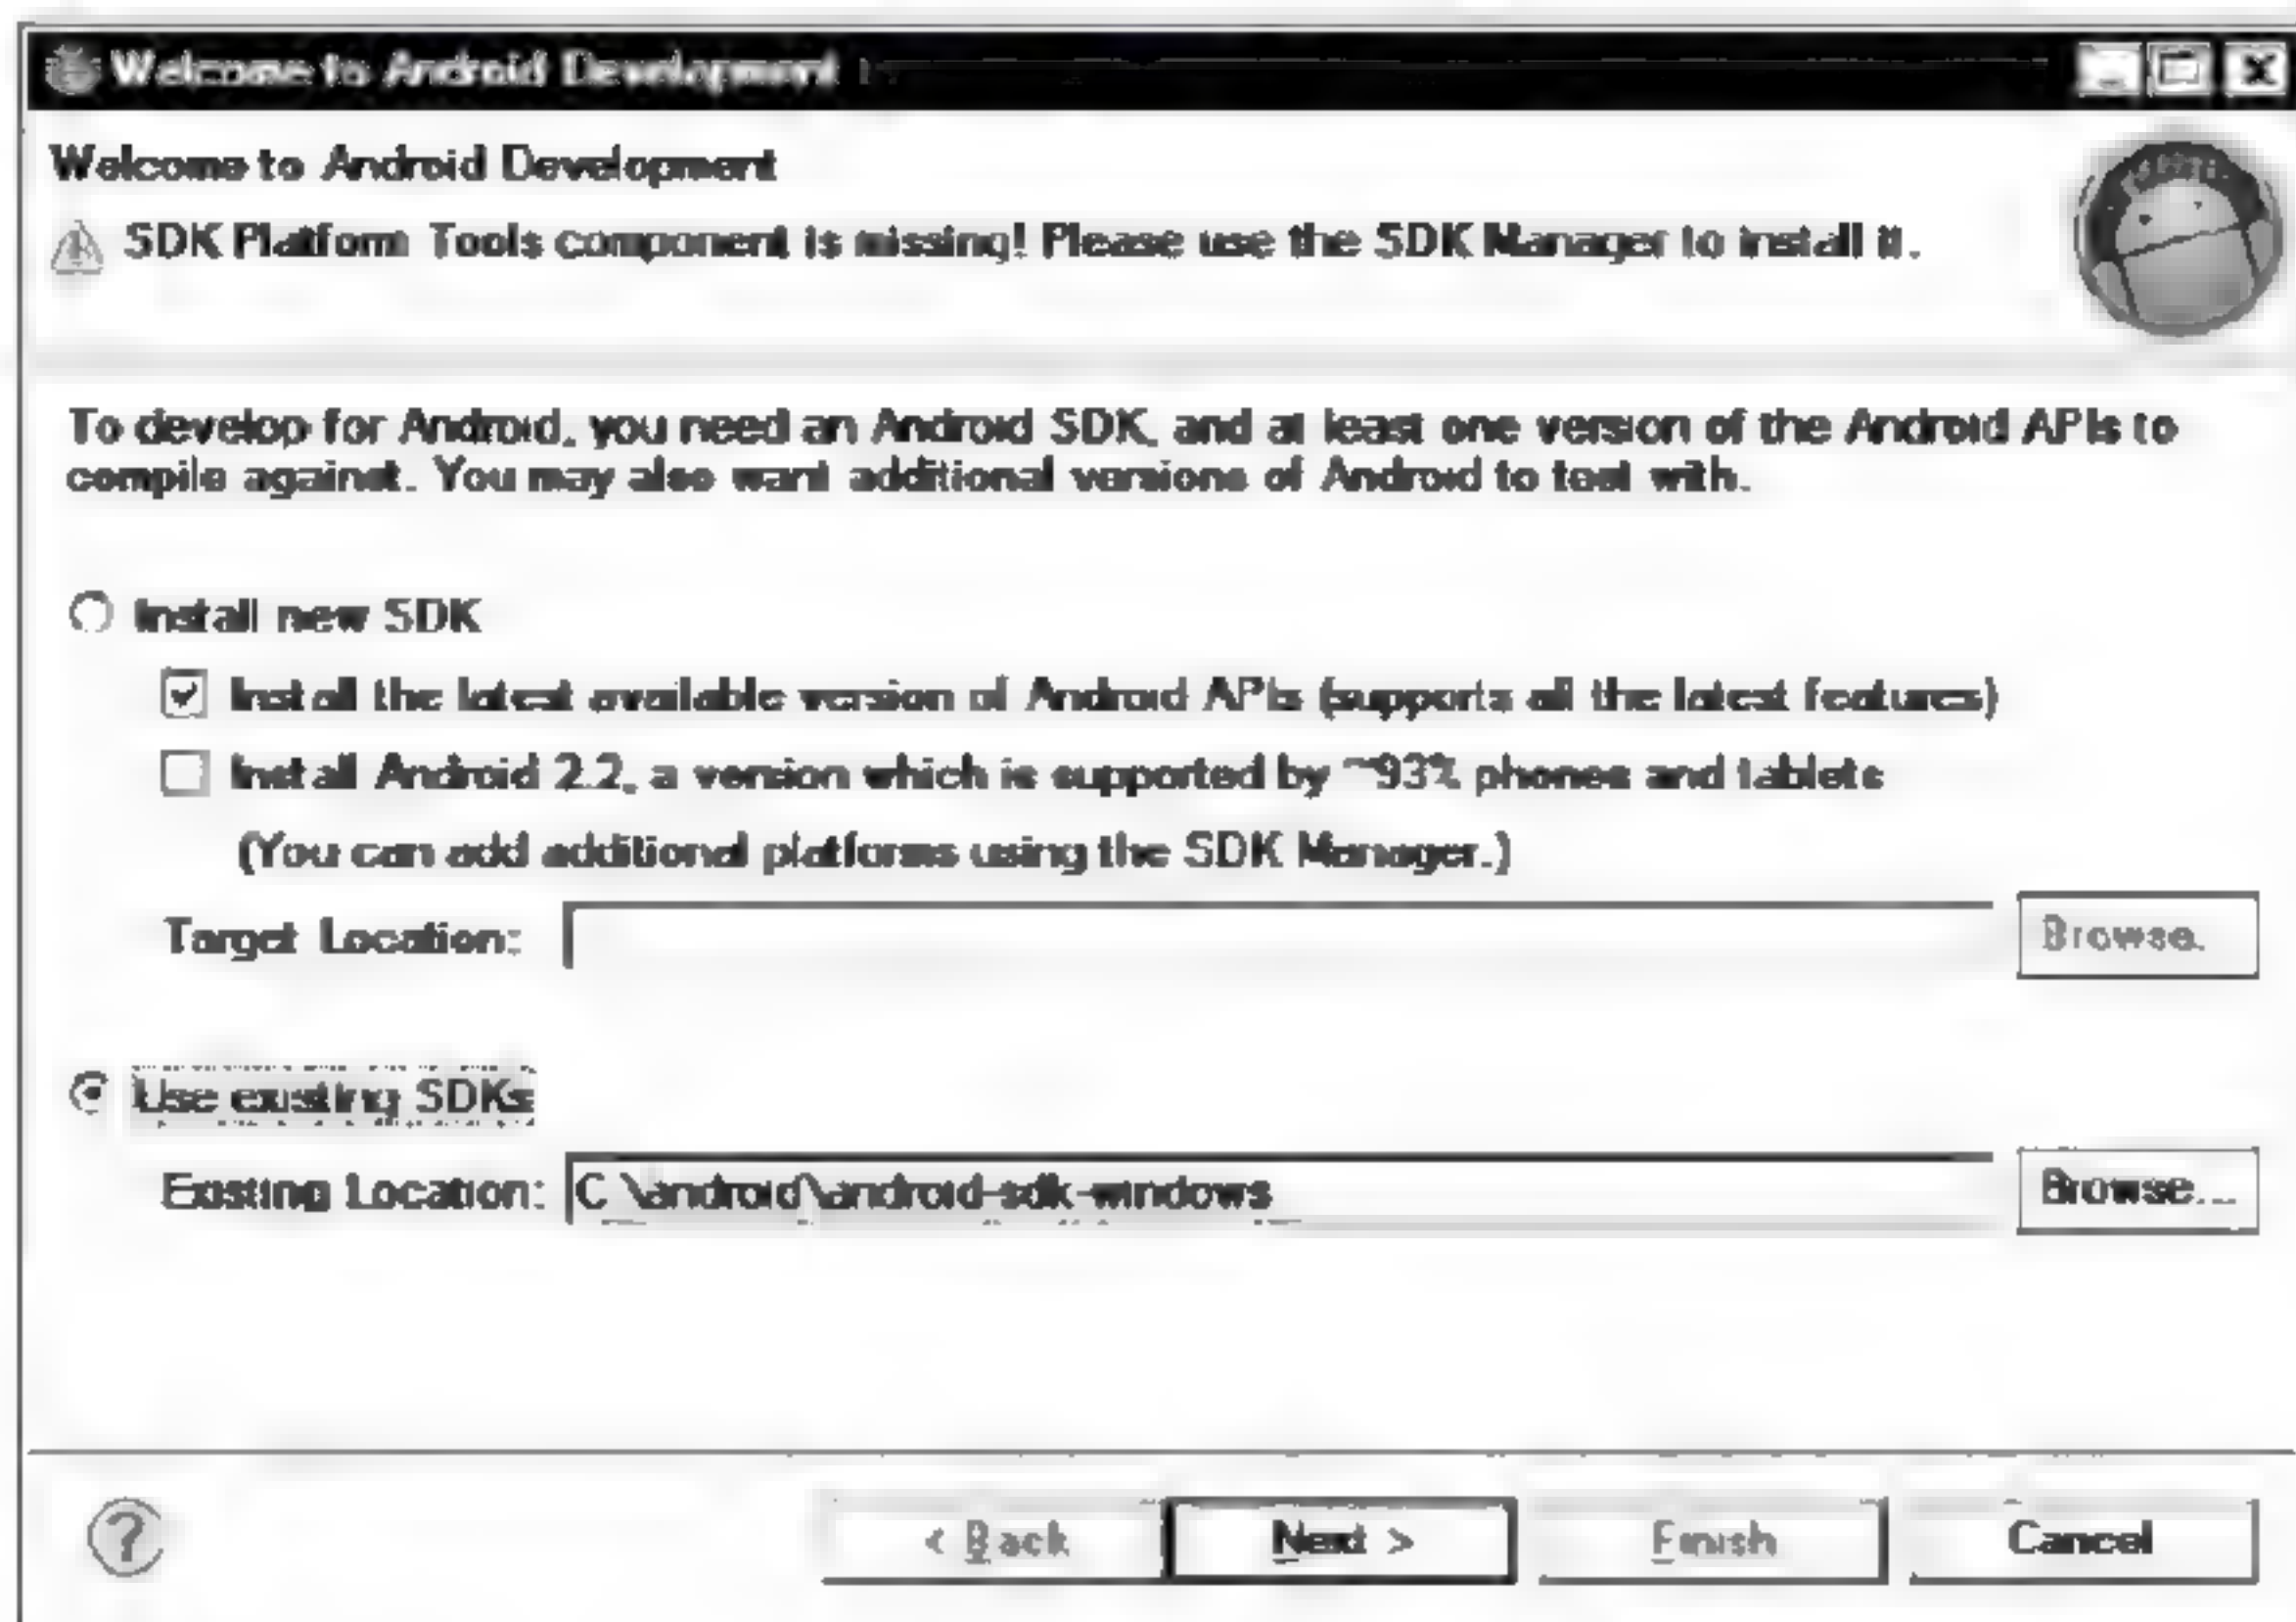 Welcome to Android Development
Welcome to Android Development
SDK Platform Tools component is missing! Please use the SDK Manager to install it.
To develop for Android, you need an Android SDK, and at least one version of the Android APIs to
compile against. You may also want additional versions of Android to test with.
Install new SDK
Install the latest available version of Android APIs (supports all the latest features)
Install Android 2.2, a version which is supported by ~93% phones and tablets
(You can add additional platforms using the SDK Manager.)
Target Location:
Browse.
Use existing SDKs
Existing Location: C:\android\android-sdk-windows
Browse...
?
< Back
Next >
Finish
Cancel